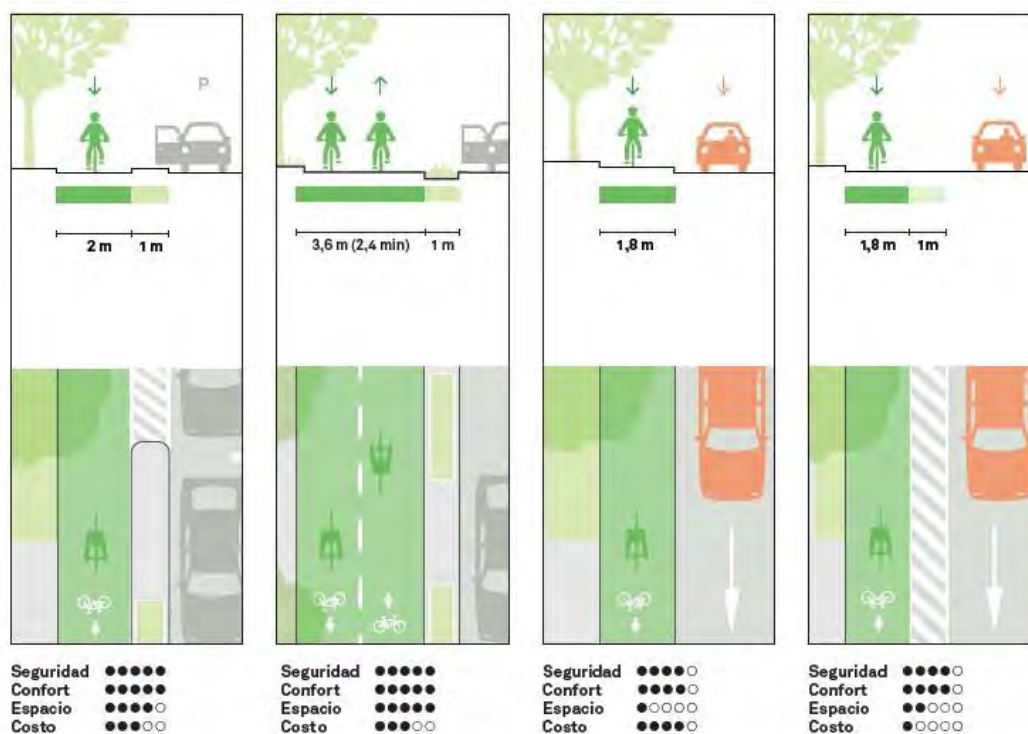 P
2 m 1 m
Seguridad
Confort
Espacio
Costo
3,6 m (2,4 min) 1 m
Seguridad
Confort
Espacio
Costo
1,8 m
Seguridad
Confort
Espacio
Costo
1,8 m 1m
Seguridad
Confort
Espacio
Costo